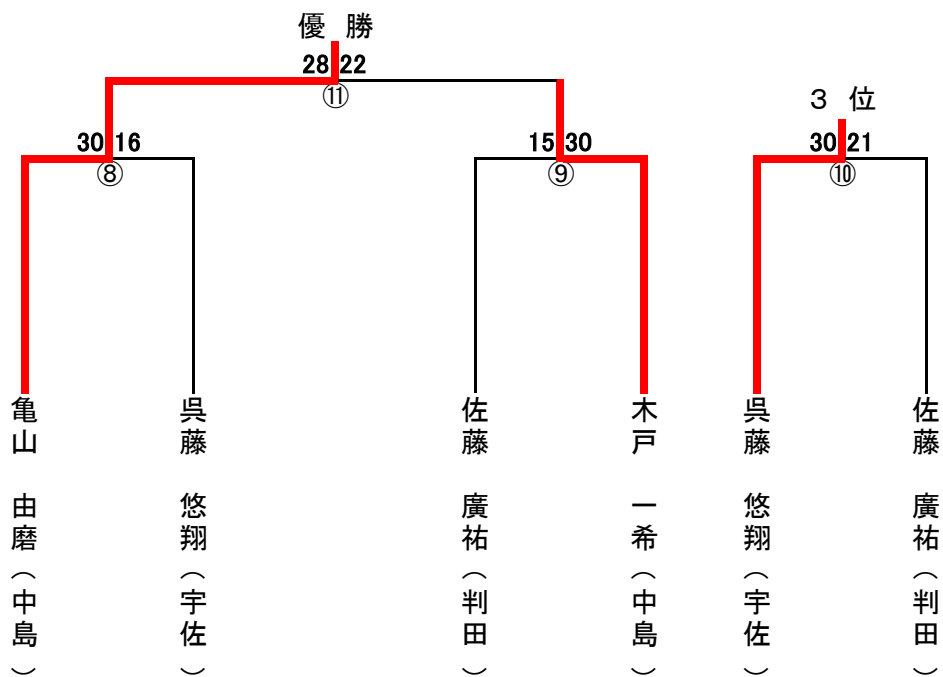 優 勝
28 22
⑪
3 位
30 16
15 30
30 21
⑧
⑨
⑩
亀山 由磨（中島）
呉藤 悠翔（宇佐）
佐藤 廣祐（判田）
木戸 一希（中島）
呉藤 悠翔（宇佐）
佐藤 廣祐（判田）